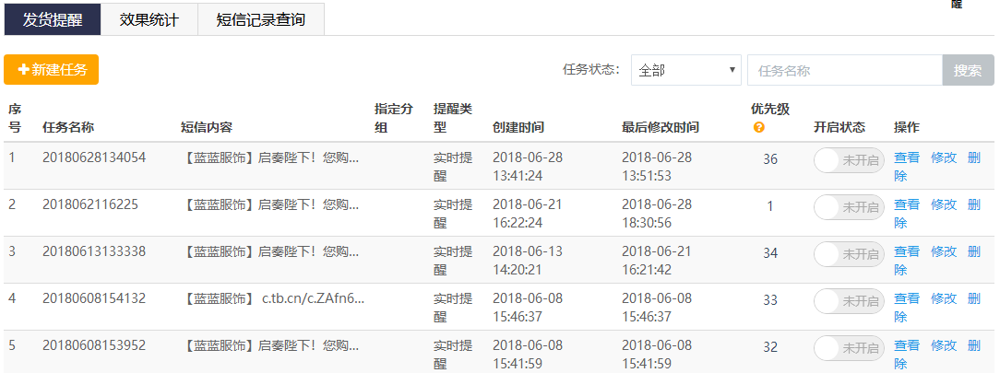 醒
发货提醒 效果统计 短信记录查询
新建任务 任务状态： 全部 任务名称 搜索
序号 任务名称 短信内容 指定分组 提醒类型 创建时间 最后修改时间 优先级 开启状态 操作
1 20180628134054 【蓝蓝服饰】启奏陛下！您购... 实时提醒 2018-06-28 13:41:24 2018-06-28 13:51:53 36 未开启 查看 修改 删除
2 2018062116225 【蓝蓝服饰】启奏陛下！您购... 实时提醒 2018-06-21 16:22:24 2018-06-28 18:30:56 1 未开启 查看 修改 删除
3 20180613133338 【蓝蓝服饰】启奏陛下！您购... 实时提醒 2018-06-13 14:20:21 2018-06-21 16:21:42 34 未开启 查看 修改 删除
4 20180608154132 【蓝蓝服饰】 c.tb.cn/c.ZAfn6... 实时提醒 2018-06-08 15:46:37 2018-06-08 15:46:37 33 未开启 查看 修改 删除
5 20180608153952 【蓝蓝服饰】启奏陛下！您购... 实时提醒 2018-06-08 15:41:59 2018-06-08 15:41:59 32 未开启 查看 修改 删除